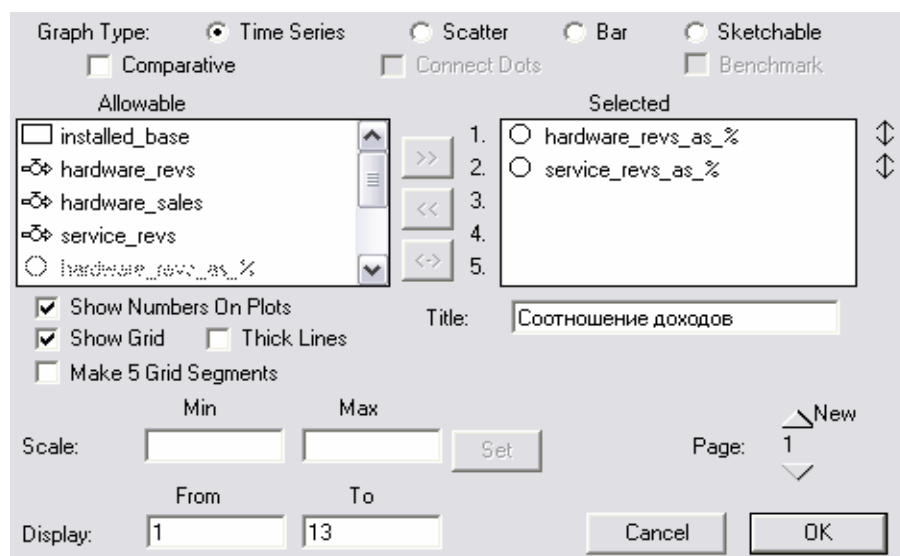 Graph Type: Time Series Scatter Bar Sketchable
Comparative Connect Dots Benchmark
Allowable Selected
installed_base 1. hardware_revs_as_%
hardware_revs >> 2. service_revs_as_%
hardware_sales << 3.
service_revs 4.
hardware_revs_as_% <-> 5.
Show Numbers On Plots
Title: Соотношение доходов
Show Grid Thick Lines
Make 5 Grid Segments
Min Max New
Scale: Set Page: 1
From To
Display: 1 13 Cancel OK